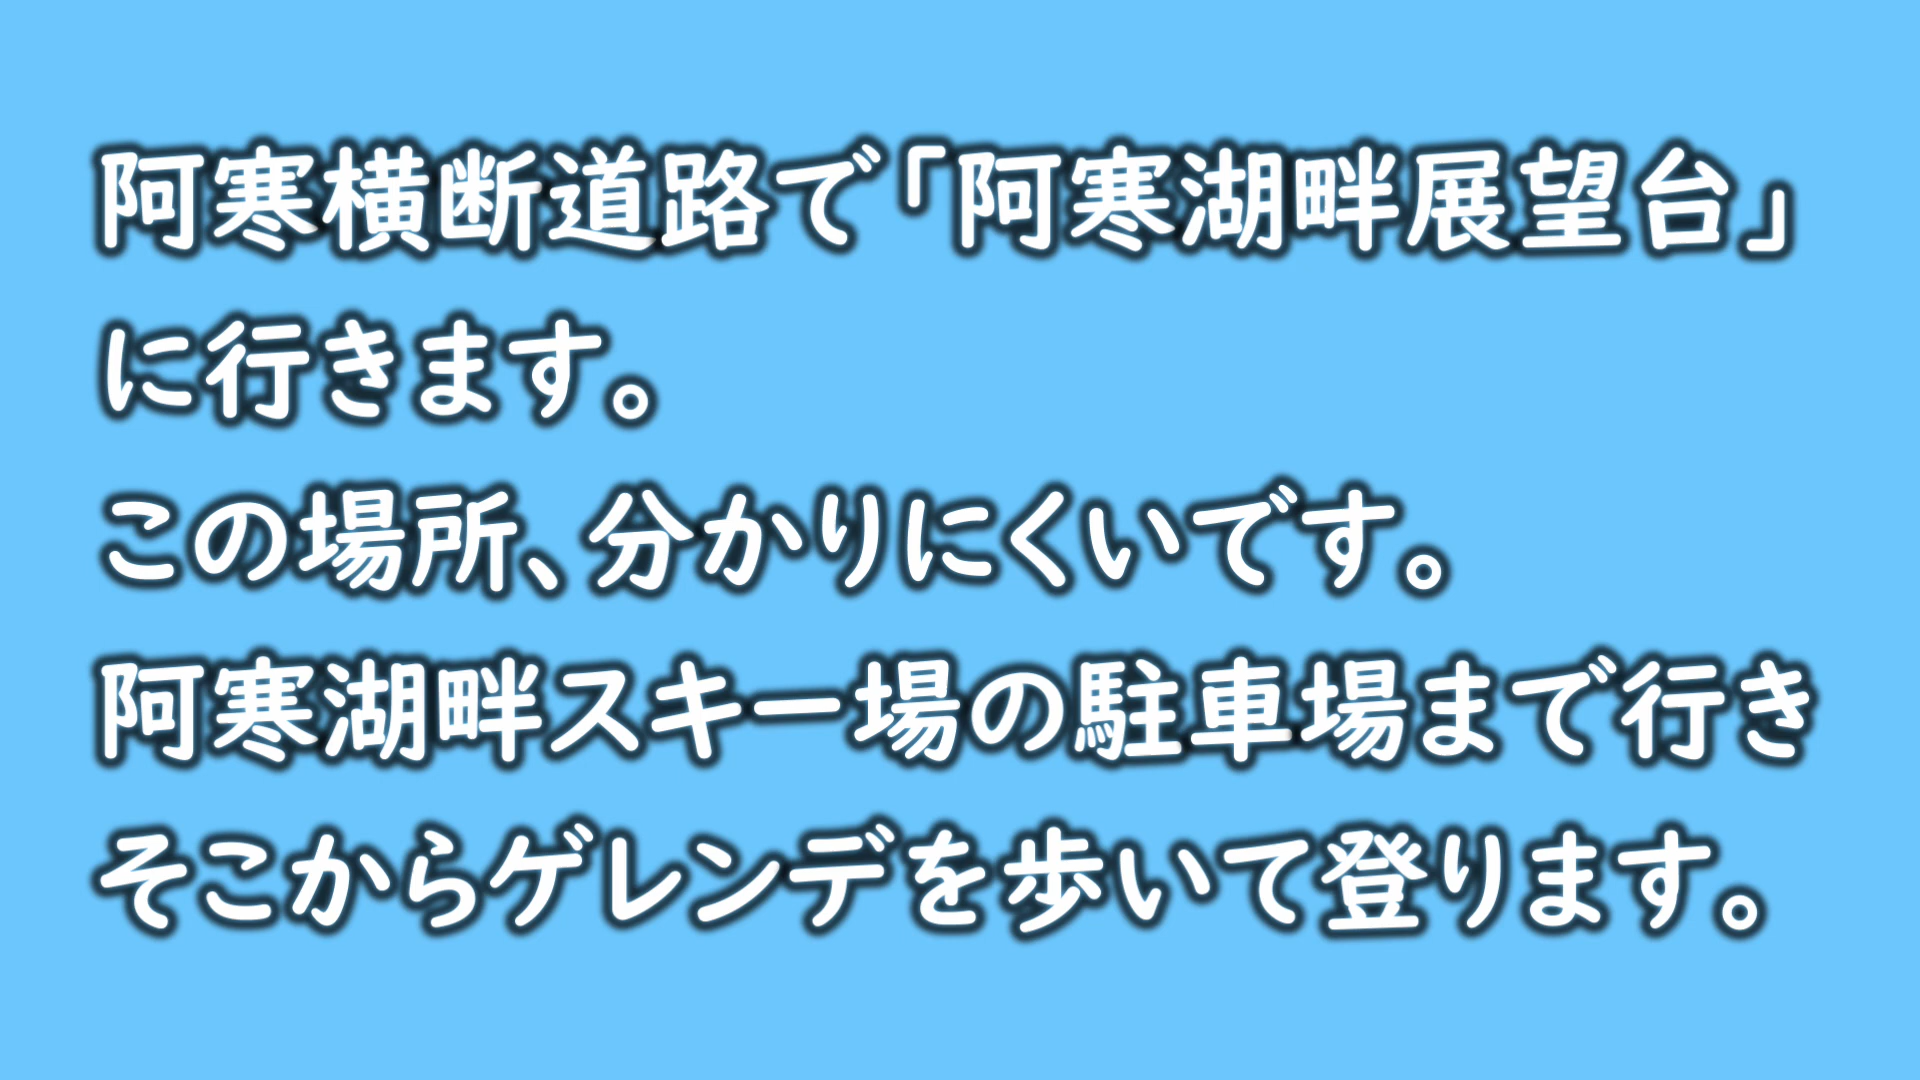 阿寒横断道路で「阿寒湖畔展望台」
に行きます。
この場所、分かりにくいです。
阿寒湖畔スキー場の駐車場まで行き
そこからゲレンデを歩いて登ります。